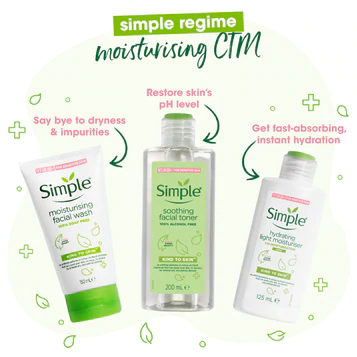 simple regime
moisturising CTM
Restore skin's
pH level
Say bye to dryness
& impurities
Get fast-absorbing,
instant hydration
Simple
moisturising
facial wash
KIND TO SKIN
Simple
soothing
facial toner
100% ALCOHOL FREE
KIND TO SKIN
200 ml e
Simple
hydrating
light moisturiser
KIND TO SKIN
125 ml e